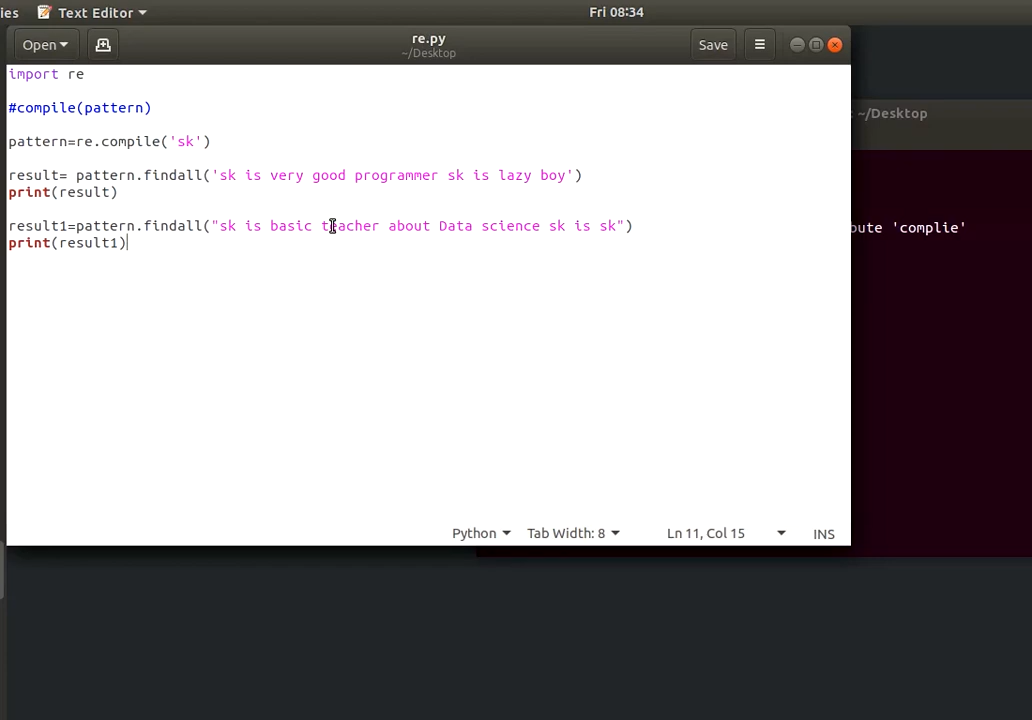 ies Text Editor Fri 08:34
Open re.py Save
~/Desktop
import re
~/Desktop
#compile(pattern)
pattern=re.compile('sk')
result= pattern.findall('sk is very good programmer sk is lazy boy')
print(result)
result1=pattern.findall("sk is basic teacher about Data science sk is sk")
bute 'complie'
print(result1)
Python Tab Width: 8 Ln 11, Col 15 INS